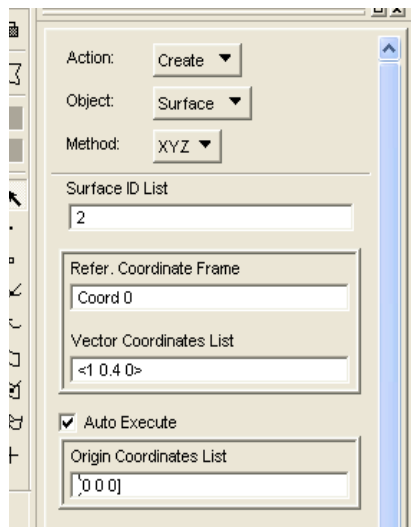 Action: Create
Object: Surface
Method: XYZ
Surface ID List
2
Refer. Coordinate Frame
Coord 0
Vector Coordinates List
<1 0.4 0>
Auto Execute
Origin Coordinates List
[0 0 0]